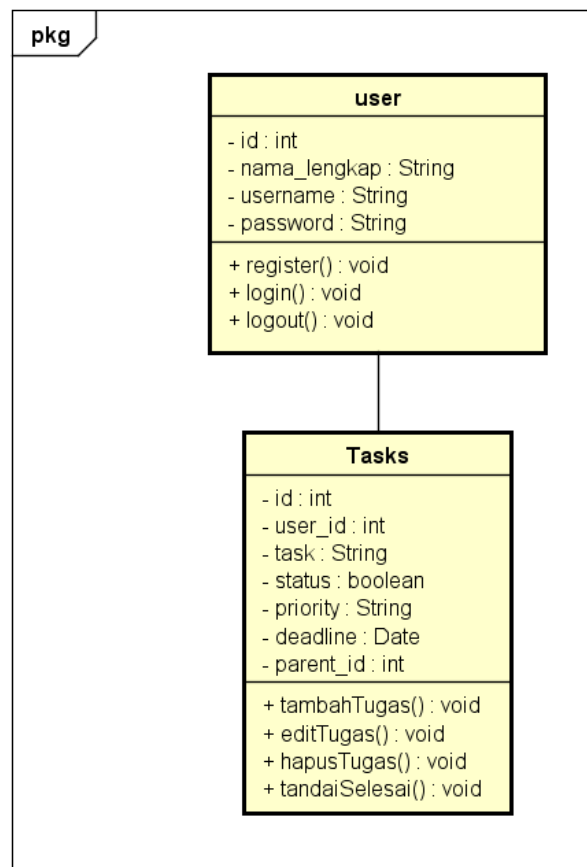 pkg
user
- id : int
- nama_lengkap : String
- username : String
- password : String
+ register() : void
+ login() : void
+ logout() : void
Tasks
- id : int
- user_id : int
- task : String
- status : boolean
- priority : String
- deadline : Date
- parent_id : int
+ tambahTugas() : void
+ editTugas() : void
+ hapusTugas() : void
+ tandaiSelesai() : void